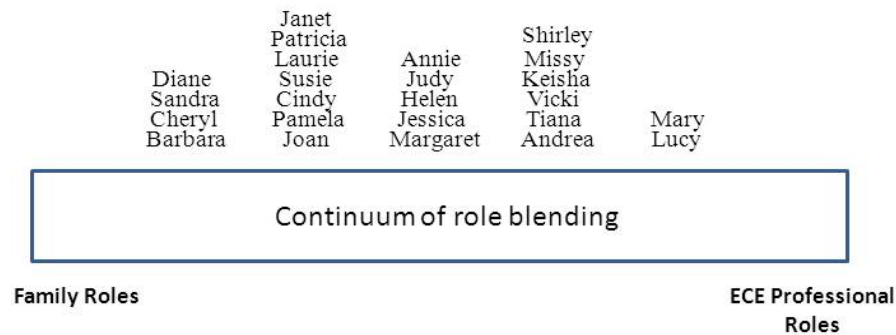 Diane
Sandra
Cheryl
Barbara
Janet
Patricia
Laurie
Susie
Cindy
Pamela
Joan
Annie
Judy
Helen
Jessica
Margaret
Shirley
Missy
Keisha
Vicki
Tiana
Andrea
Mary
Lucy
Continuum of role blending
Family Roles
ECE Professional
Roles